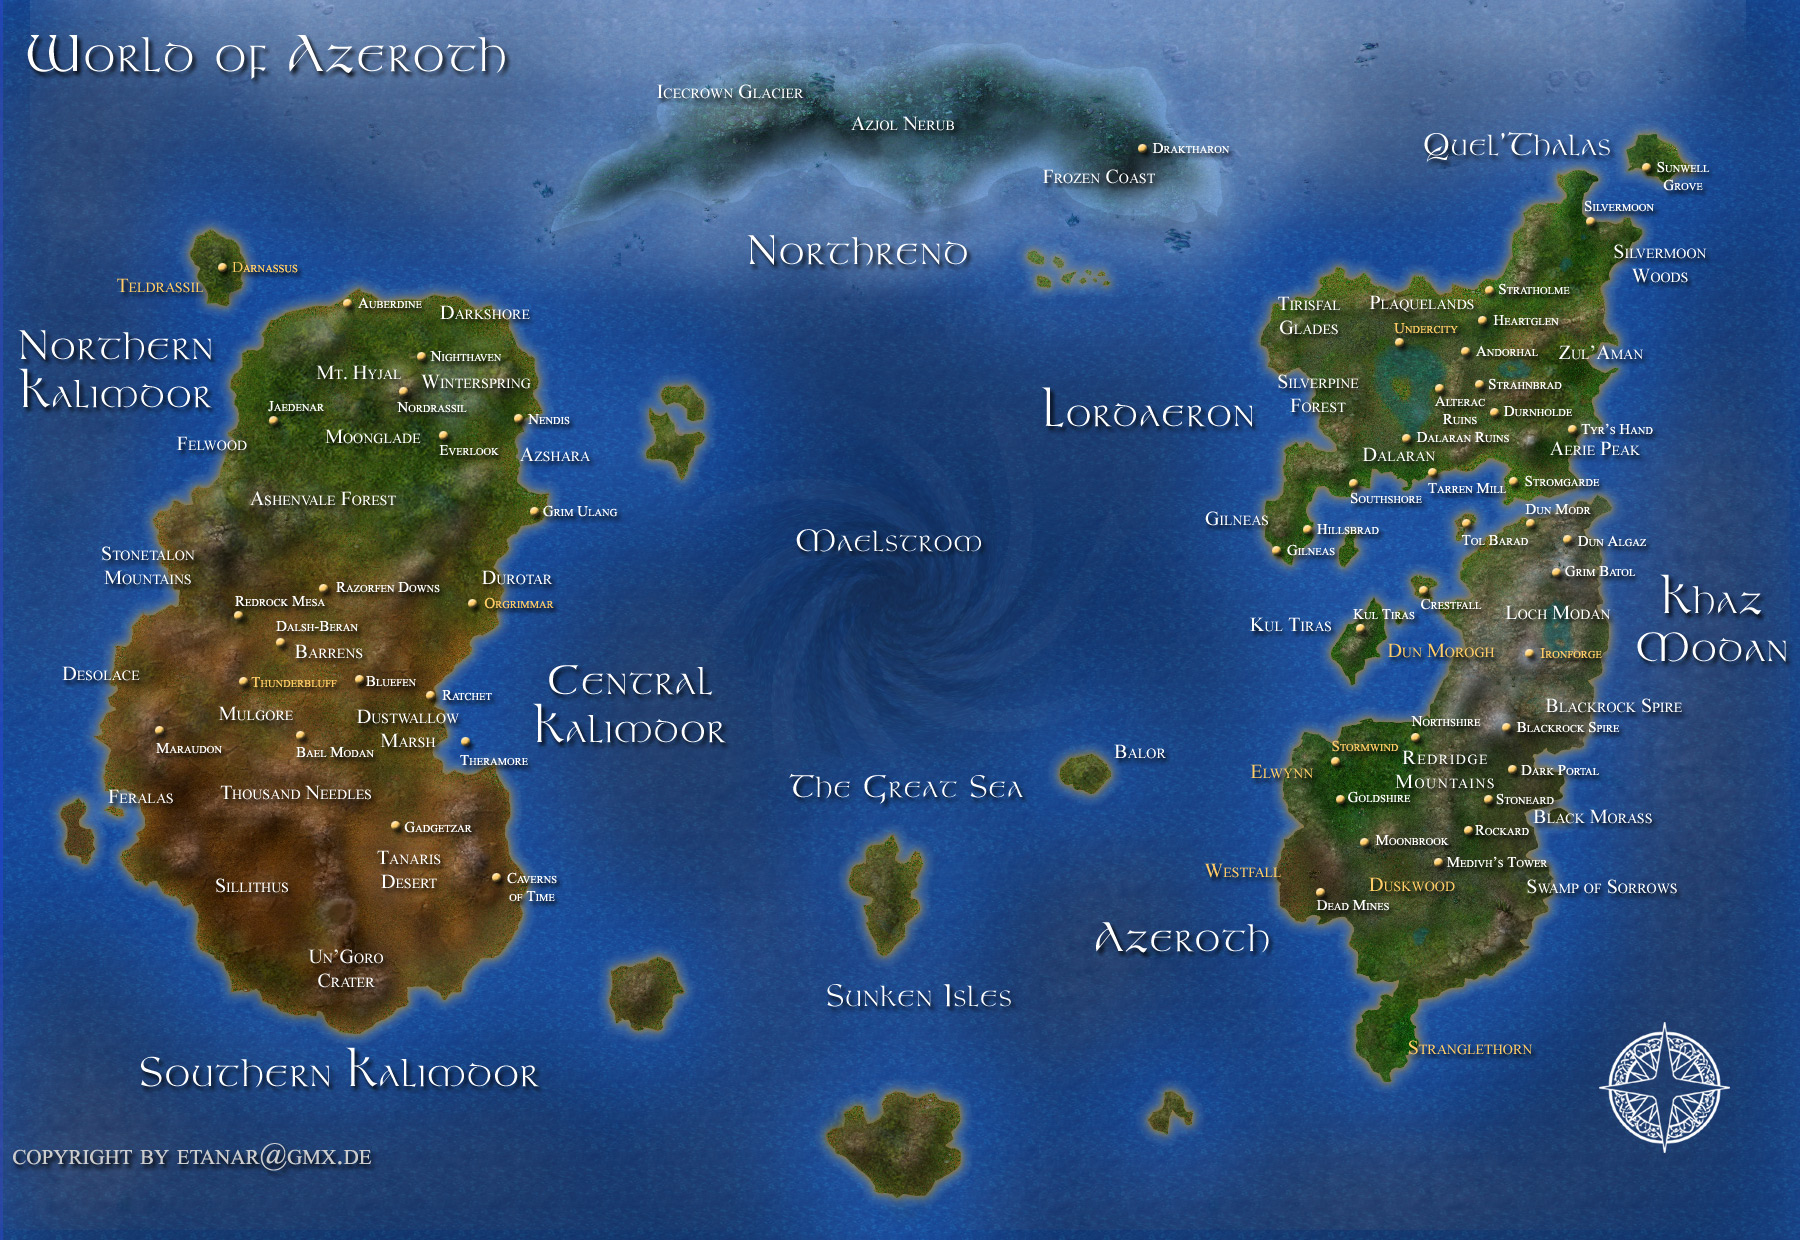 World of Azeroth
Icecrown Glacier
Azjol Nerub
Draktharon
Frozen Coast
Northrend
Quel'Thalas
Sunwell
Grove
Silvermoon
Silvermoon
Woods
Teldrassil
Darnassus
Auberdine
Darkshore
Northern
Kalimdor
Nighthaven
Mt. Hyjal
Winterspring
Nordrassil
Jaedenar
Nendis
Felwood
Moonglade
Everlook
Azshara
Ashenvale Forest
Grim Ulang
Stonetalon
Mountains
Durotar
Razorfen Downs
Redrock Mesa
Orgrimmar
Dalsh-Beran
Barrens
Desolace
Thunderbluff
Bluefen
Ratchet
Central
Kalimdor
Mulgore
Dustwallow
Marsh
Maraudon
Bael Modan
Theramore
Feralas
Thousand Needles
Gadgetzar
Tanaris
Desert
Sillithus
Caverns
of Time
Un'Goro
Crater
Southern Kalimdor
Maelstrom
The Great Sea
Balor
Sunken Isles
Tirisfal
Glades
Plaquelands
Stratholme
Undercity
Heartglen
Andorhal
Zul'Aman
Lordaeron
Silverpine
Forest
Strahnbrad
Alterac
Ruins
Durnholde
Tyr's Hand
Dalaran Ruins
Aerie Peak
Dalaran
Tarren Mill
Stromgarde
Southshore
Gilneas
Hillsbrad
Gilneas
Dun Modr
Tol Barad
Dun Algaz
Grim Batol
Khaz
Modan
Crestfall
Loch Modan
Kul Tiras
Kul Tiras
Dun Morogh
Ironforge
Blackrock Spire
Northshire
Blackrock Spire
Stormwind
Redridge
Mountains
Elwynn
Dark Portal
Goldshire
Stoneard
Black Morass
Rockard
Moonbrook
Medivh's Tower
Westfall
Duskwood
Swamp of Sorrows
Dead Mines
Azeroth
Stranglethorn
copyright by etanar@gmx.de